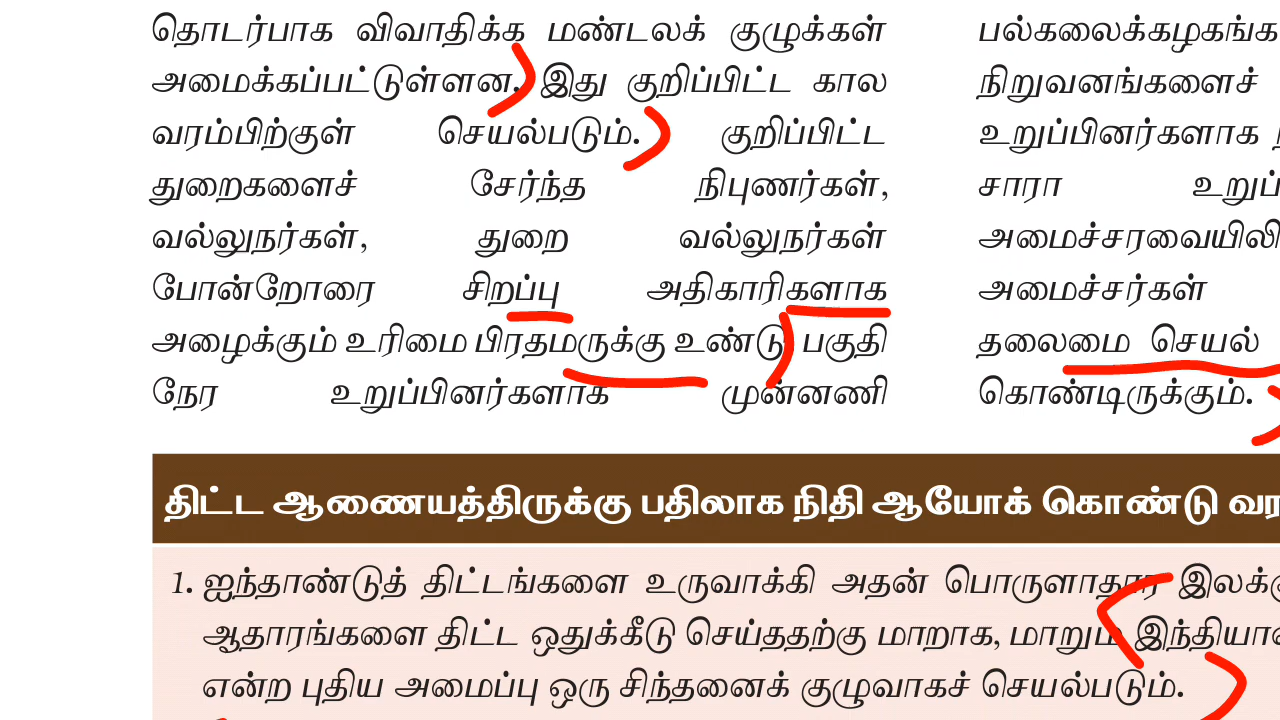 தொடர்பாக விவாதிக்க மண்டலக் குழுக்கள்
அமைக்கப்பட்டுள்ளன. இது குறிப்பிட்ட கால
வரம்பிற்குள் செயல்படும். குறிப்பிட்ட
துறைகளைச் சேர்ந்த நிபுணர்கள்,
வல்லுநர்கள், துறை வல்லுநர்கள்
போன்றோரை சிறப்பு அதிகாரிகளாக
அழைக்கும் உரிமை பிரதமருக்கு உண்டு. பகுதி
நேர உறுப்பினர்களாக முன்னணி
பல்கலைக்கழகங்க
நிறுவனங்களைச்
உறுப்பினர்களாக
சாரா உறுப்
அமைச்சரவையிலி
அமைச்சர்கள்
தலைமை செயல்
கொண்டிருக்கும்.
திட்ட ஆணையத்திருக்கு பதிலாக நிதி ஆயோக் கொண்டு வர
1. ஐந்தாண்டுத் திட்டங்களை உருவாக்கி அதன் பொருளாதார இலக்கு
ஆதாரங்களை திட்ட ஒதுக்கீடு செய்ததற்கு மாறாக, மாறும் இந்தியா
என்ற புதிய அமைப்பு ஒரு சிந்தனைக் குழுவாகச் செயல்படும்.